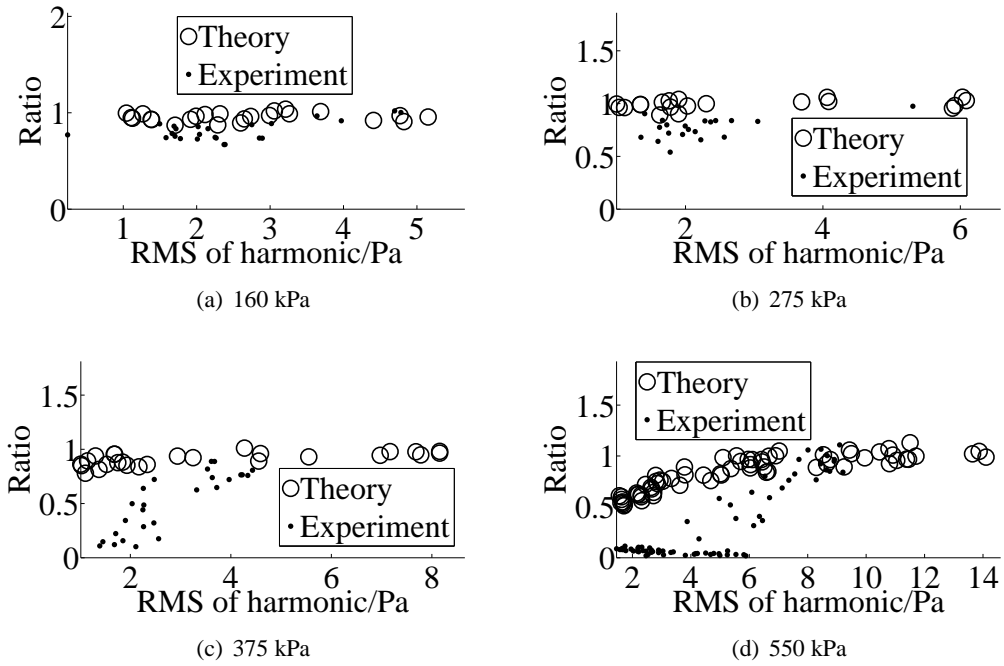 2
1
0
Ratio
Theory
Experiment
1 2 3 4 5
RMS of harmonic/Pa
(a) 160 kPa
1.5
1
0.5
0
Ratio
Theory
Experiment
2 4 6
RMS of harmonic/Pa
(b) 275 kPa
1.5
1
0.5
0
Ratio
Theory
Experiment
2 4 6 8
RMS of harmonic/Pa
(c) 375 kPa
1.5
1
0.5
0
Ratio
Theory
Experiment
2 4 6 8 10 12 14
RMS of harmonic/Pa
(d) 550 kPa